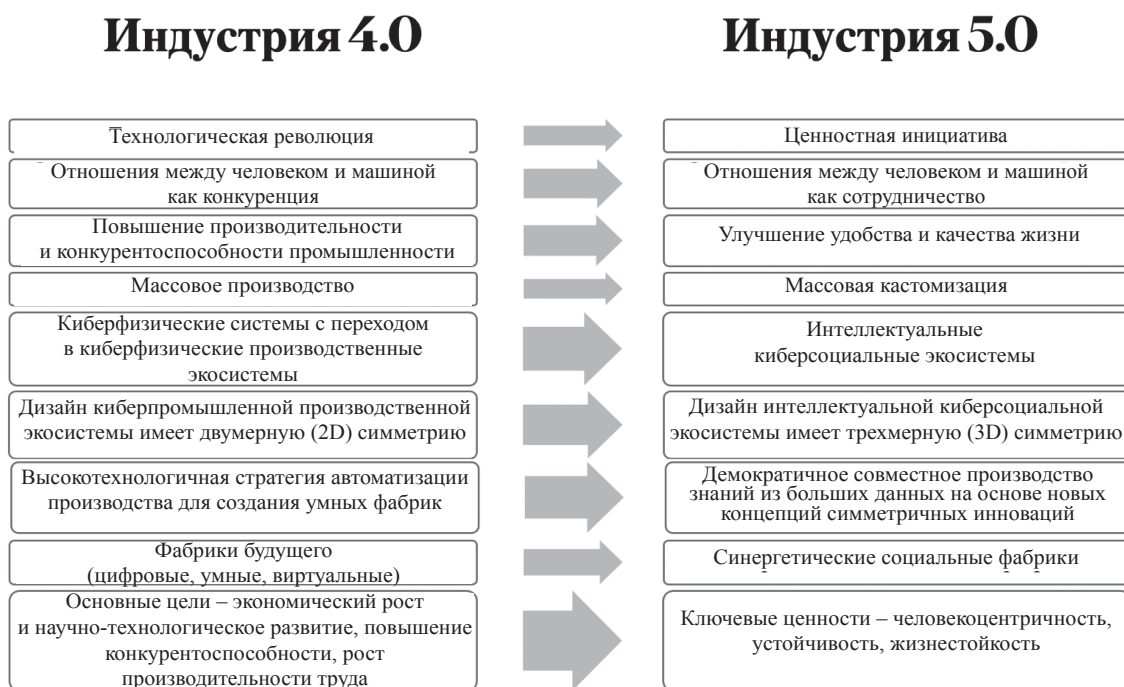 Индустрия 4.0
Индустрия 5.0
Технологическая революция
Ценностная инициатива
Отношения между человеком и машиной
как конкуренция
Отношения между человеком и машиной
как сотрудничество
Повышение производительности
и конкурентоспособности промышленности
Улучшение удобства и качества жизни
Массовое производство
Массовая кастомизация
Киберфизические системы с переходом
в киберфизические производственные
экосистемы
Интеллектуальные
киберсоциальные экосистемы
Дизайн киберпромышленной производственной
экосистемы имеет двумерную (2D) симметрию
Дизайн интеллектуальной киберсоциальной
экосистемы имеет трехмерную (3D) симметрию
Высокотехнологичная стратегия автоматизации
производства для создания умных фабрик
Демократичное совместное производство
знаний из больших данных на основе новых
концепций симметричных инноваций
Фабрики будущего
(цифровые, умные, виртуальные)
Синергетические социальные фабрики
Основные цели – экономический рост
и научно-технологическое развитие, повышение
конкурентоспособности, рост
производительности труда
Ключевые ценности – человекоцентричность,
устойчивость, жизнестойкость